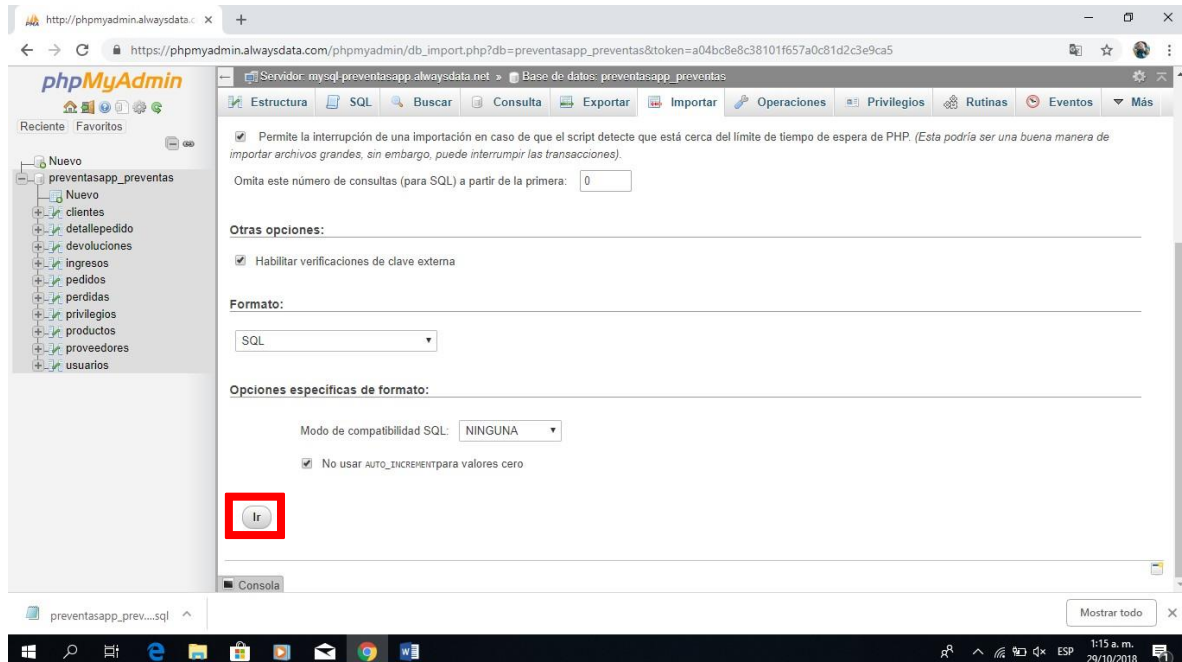 http://phpmyadmin.alwaysdata.c
https://phpmyadmin.alwaysdata.com/phpmyadmin/db_import.php?db=preventasapp_preventas&token=a04bc8e8c38101f657a0c81d2c3e9ca5
phpMyAdmin
Reciente Favoritos
Nuevo
preventasapp_preventas
Nuevo
clientes
detallepedido
devoluciones
ingresos
pedidos
perdidas
privilegios
productos
proveedores
usuarios
Servidor: mysql-preventasapp.alwaysdata.net » Base de datos: preventasapp_preventas
Estructura SQL Buscar Consulta Exportar Importar Operaciones Privilegios Rutinas Eventos Más
Permite la interrupción de una importación en caso de que el script detecte que está cerca del límite de tiempo de espera de PHP. (Esta podría ser una buena manera de
importar archivos grandes, sin embargo, puede interrumpir las transacciones).
Omita este número de consultas (para SQL) a partir de la primera: 0
Otras opciones:
Habilitar verificaciones de clave externa
Formato:
SQL
Opciones específicas de formato:
Modo de compatibilidad SQL: NINGUNA
No usar AUTO_INCREMENTpara valores cero
Ir
Consola
preventasapp_prev....sql
Mostrar todo
ESP
1:15 a. m.
29/10/2018